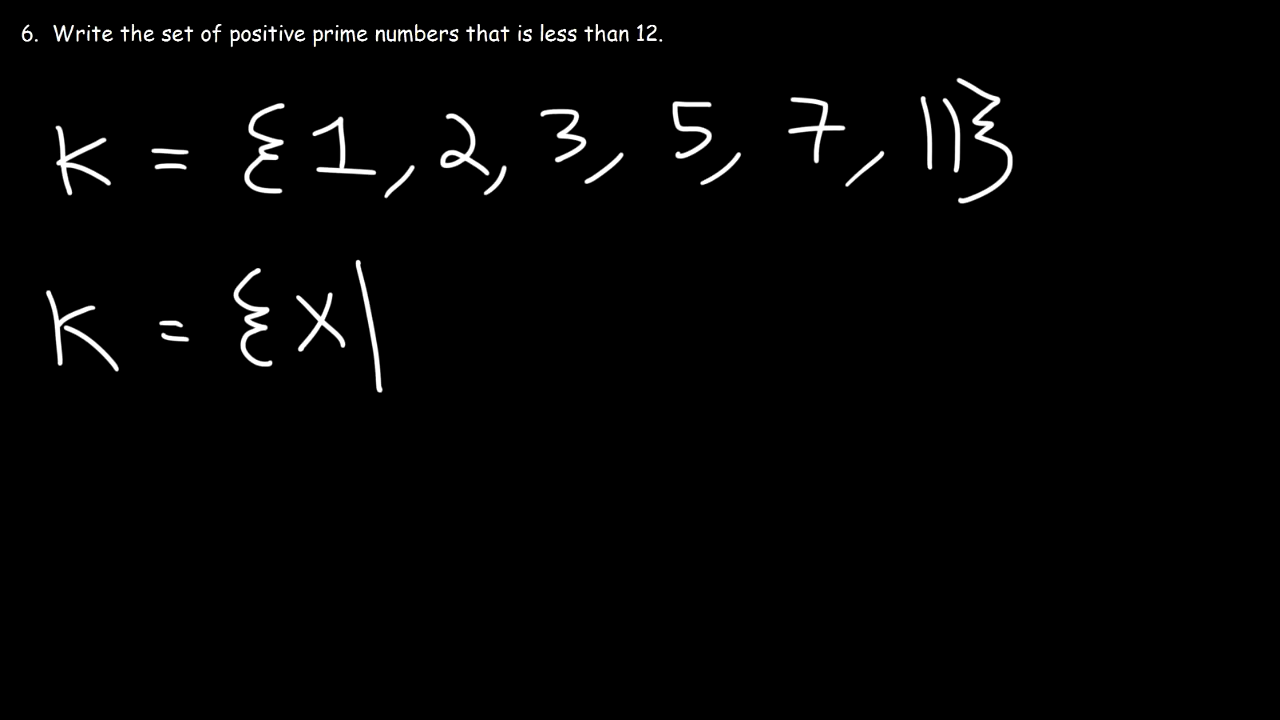 6. Write the set of positive prime numbers that is less than 12.
K = {1, 2, 3, 5, 7, 11}
K = {x|